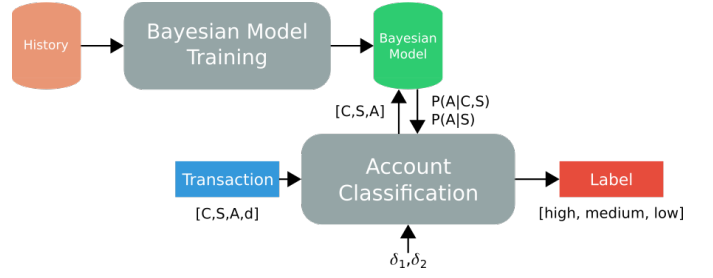 History
Bayesian Model
Training
Bayesian
Model
[C,S,A]
P(A|C,S)
P(A|S)
Transaction
[C,S,A,d]
Account
Classification
Label
[high, medium, low]
δ₁,δ₂